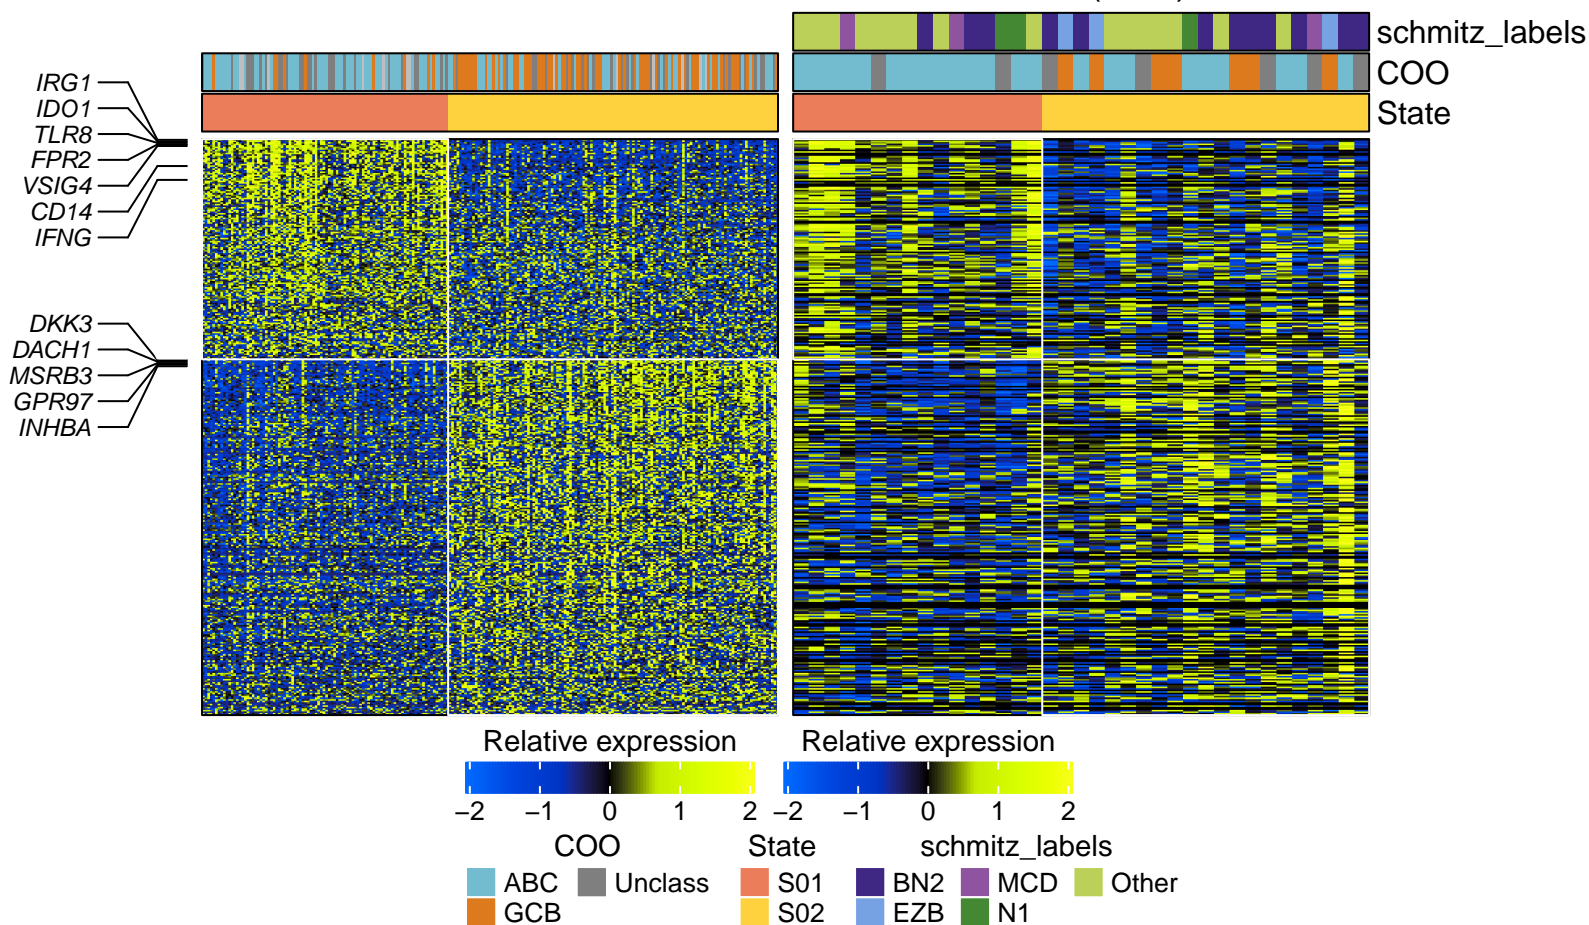 schmitz_labels
COO
State
IRG1
IDO1
TLR8
FPR2
VSIG4
CD14
IFNG
DKK3
DACH1
MSRB3
GPR97
INHBA
Relative expression Relative expression
−2 −1 0 1 2 −2 −1 0 1 2
COO State schmitz_labels
ABC Unclass S01 BN2 MCD Other
GCB S02 EZB N1